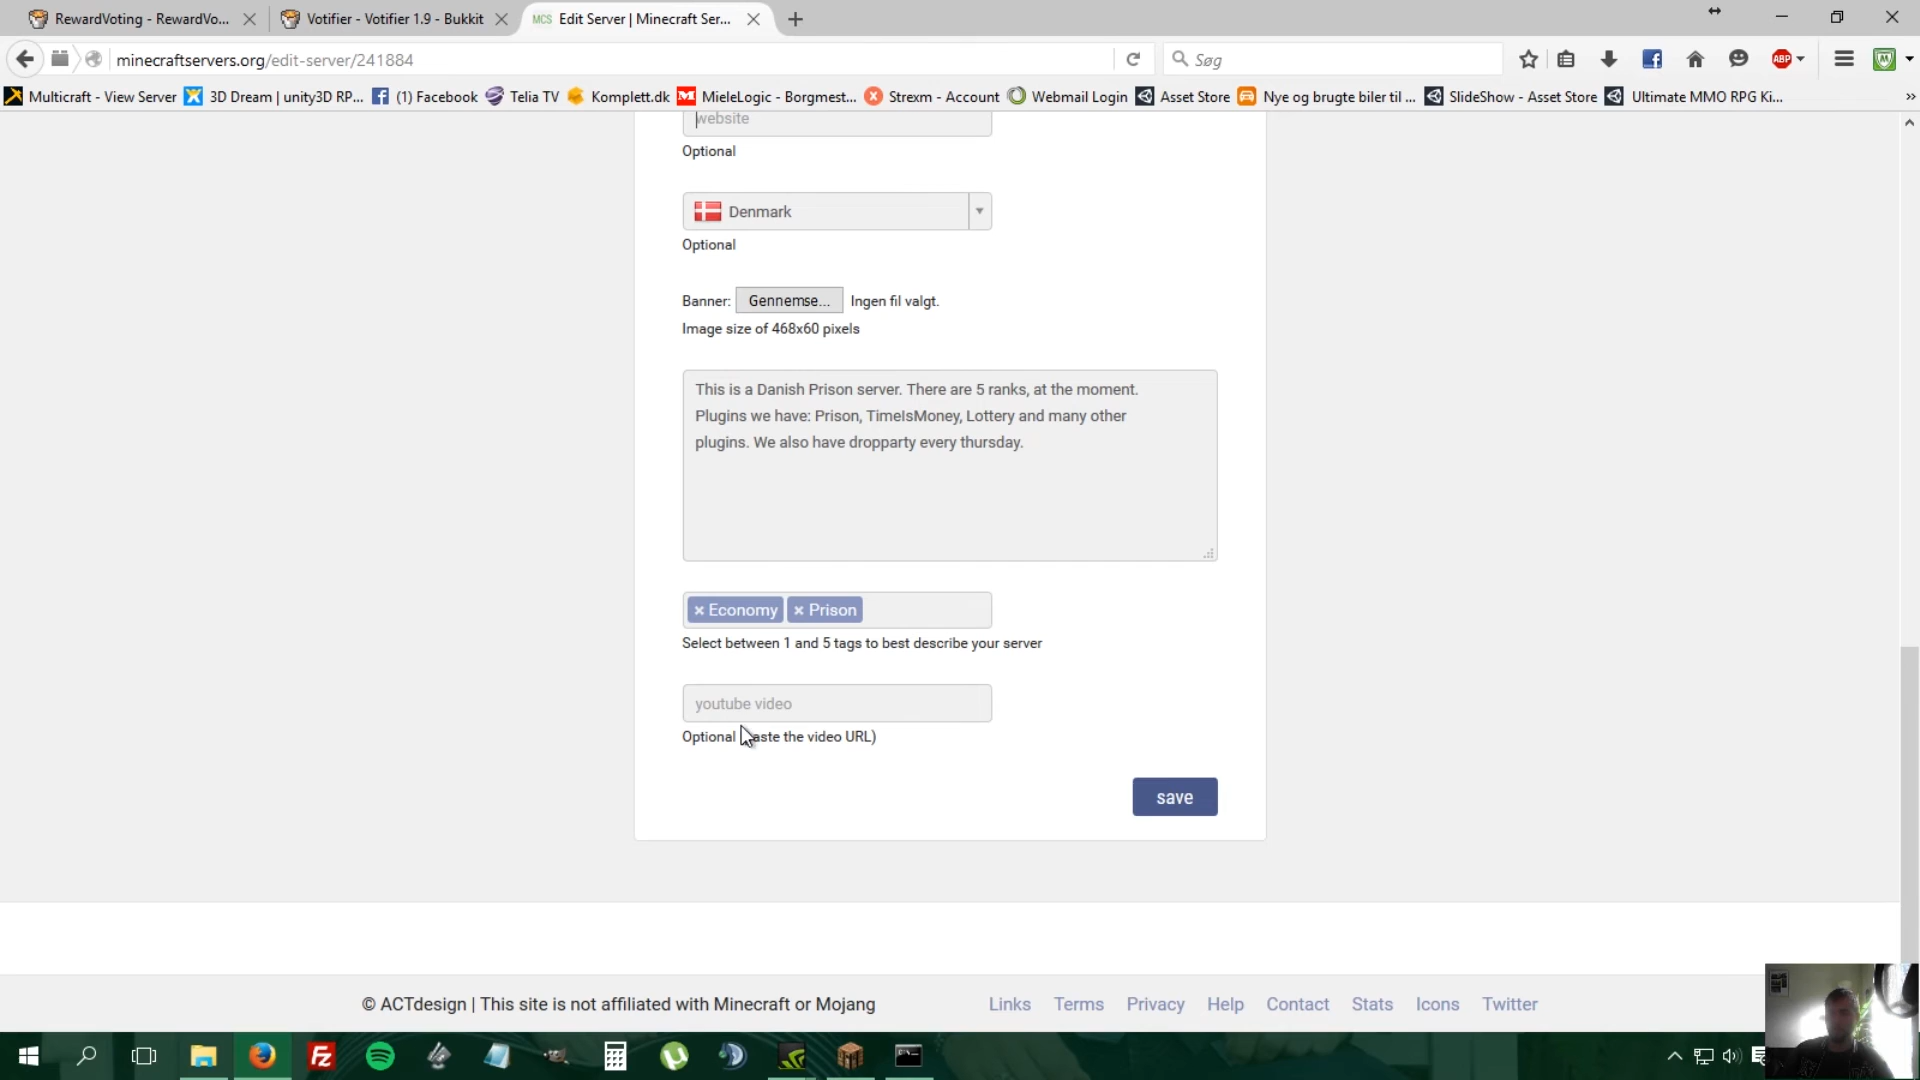 RewardVoting - RewardVo...
Votifier - Votifier 1.9 - Bukkit
MCS Edit Server | Minecraft Ser...
minecraftservers.org/edit-server/241884
Søg
ABP
Multicraft - View Server
3D Dream | unity3D RP...
(1) Facebook
Telia TV
Komplett.dk
MieleLogic - Borgmest...
Strexm - Account
Webmail Login
Asset Store
Nye og brugte biler til ...
SlideShow - Asset Store
Ultimate MMO RPG Ki...
website
Optional
Denmark
Optional
Banner: Gennemse... Ingen fil valgt.
Image size of 468x60 pixels
This is a Danish Prison server. There are 5 ranks, at the moment.
Plugins we have: Prison, TimeIsMoney, Lottery and many other
plugins. We also have dropparty every thursday.
× Economy × Prison
Select between 1 and 5 tags to best describe your server
youtube video
Optional the video URL)
save
© ACTdesign | This site is not affiliated with Minecraft or Mojang
Links Terms Privacy Help Contact Stats Icons Twitter